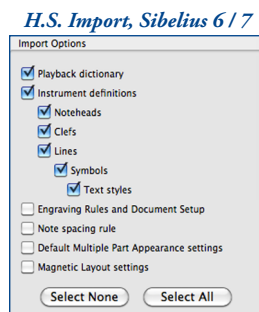 H.S. Import, Sibelius 6 / 7
Import Options
Playback dictionary
Instrument definitions
Noteheads
Clefs
Lines
Symbols
Text styles
Engraving Rules and Document Setup
Note spacing rule
Default Multiple Part Appearance settings
Magnetic Layout settings
Select None Select All